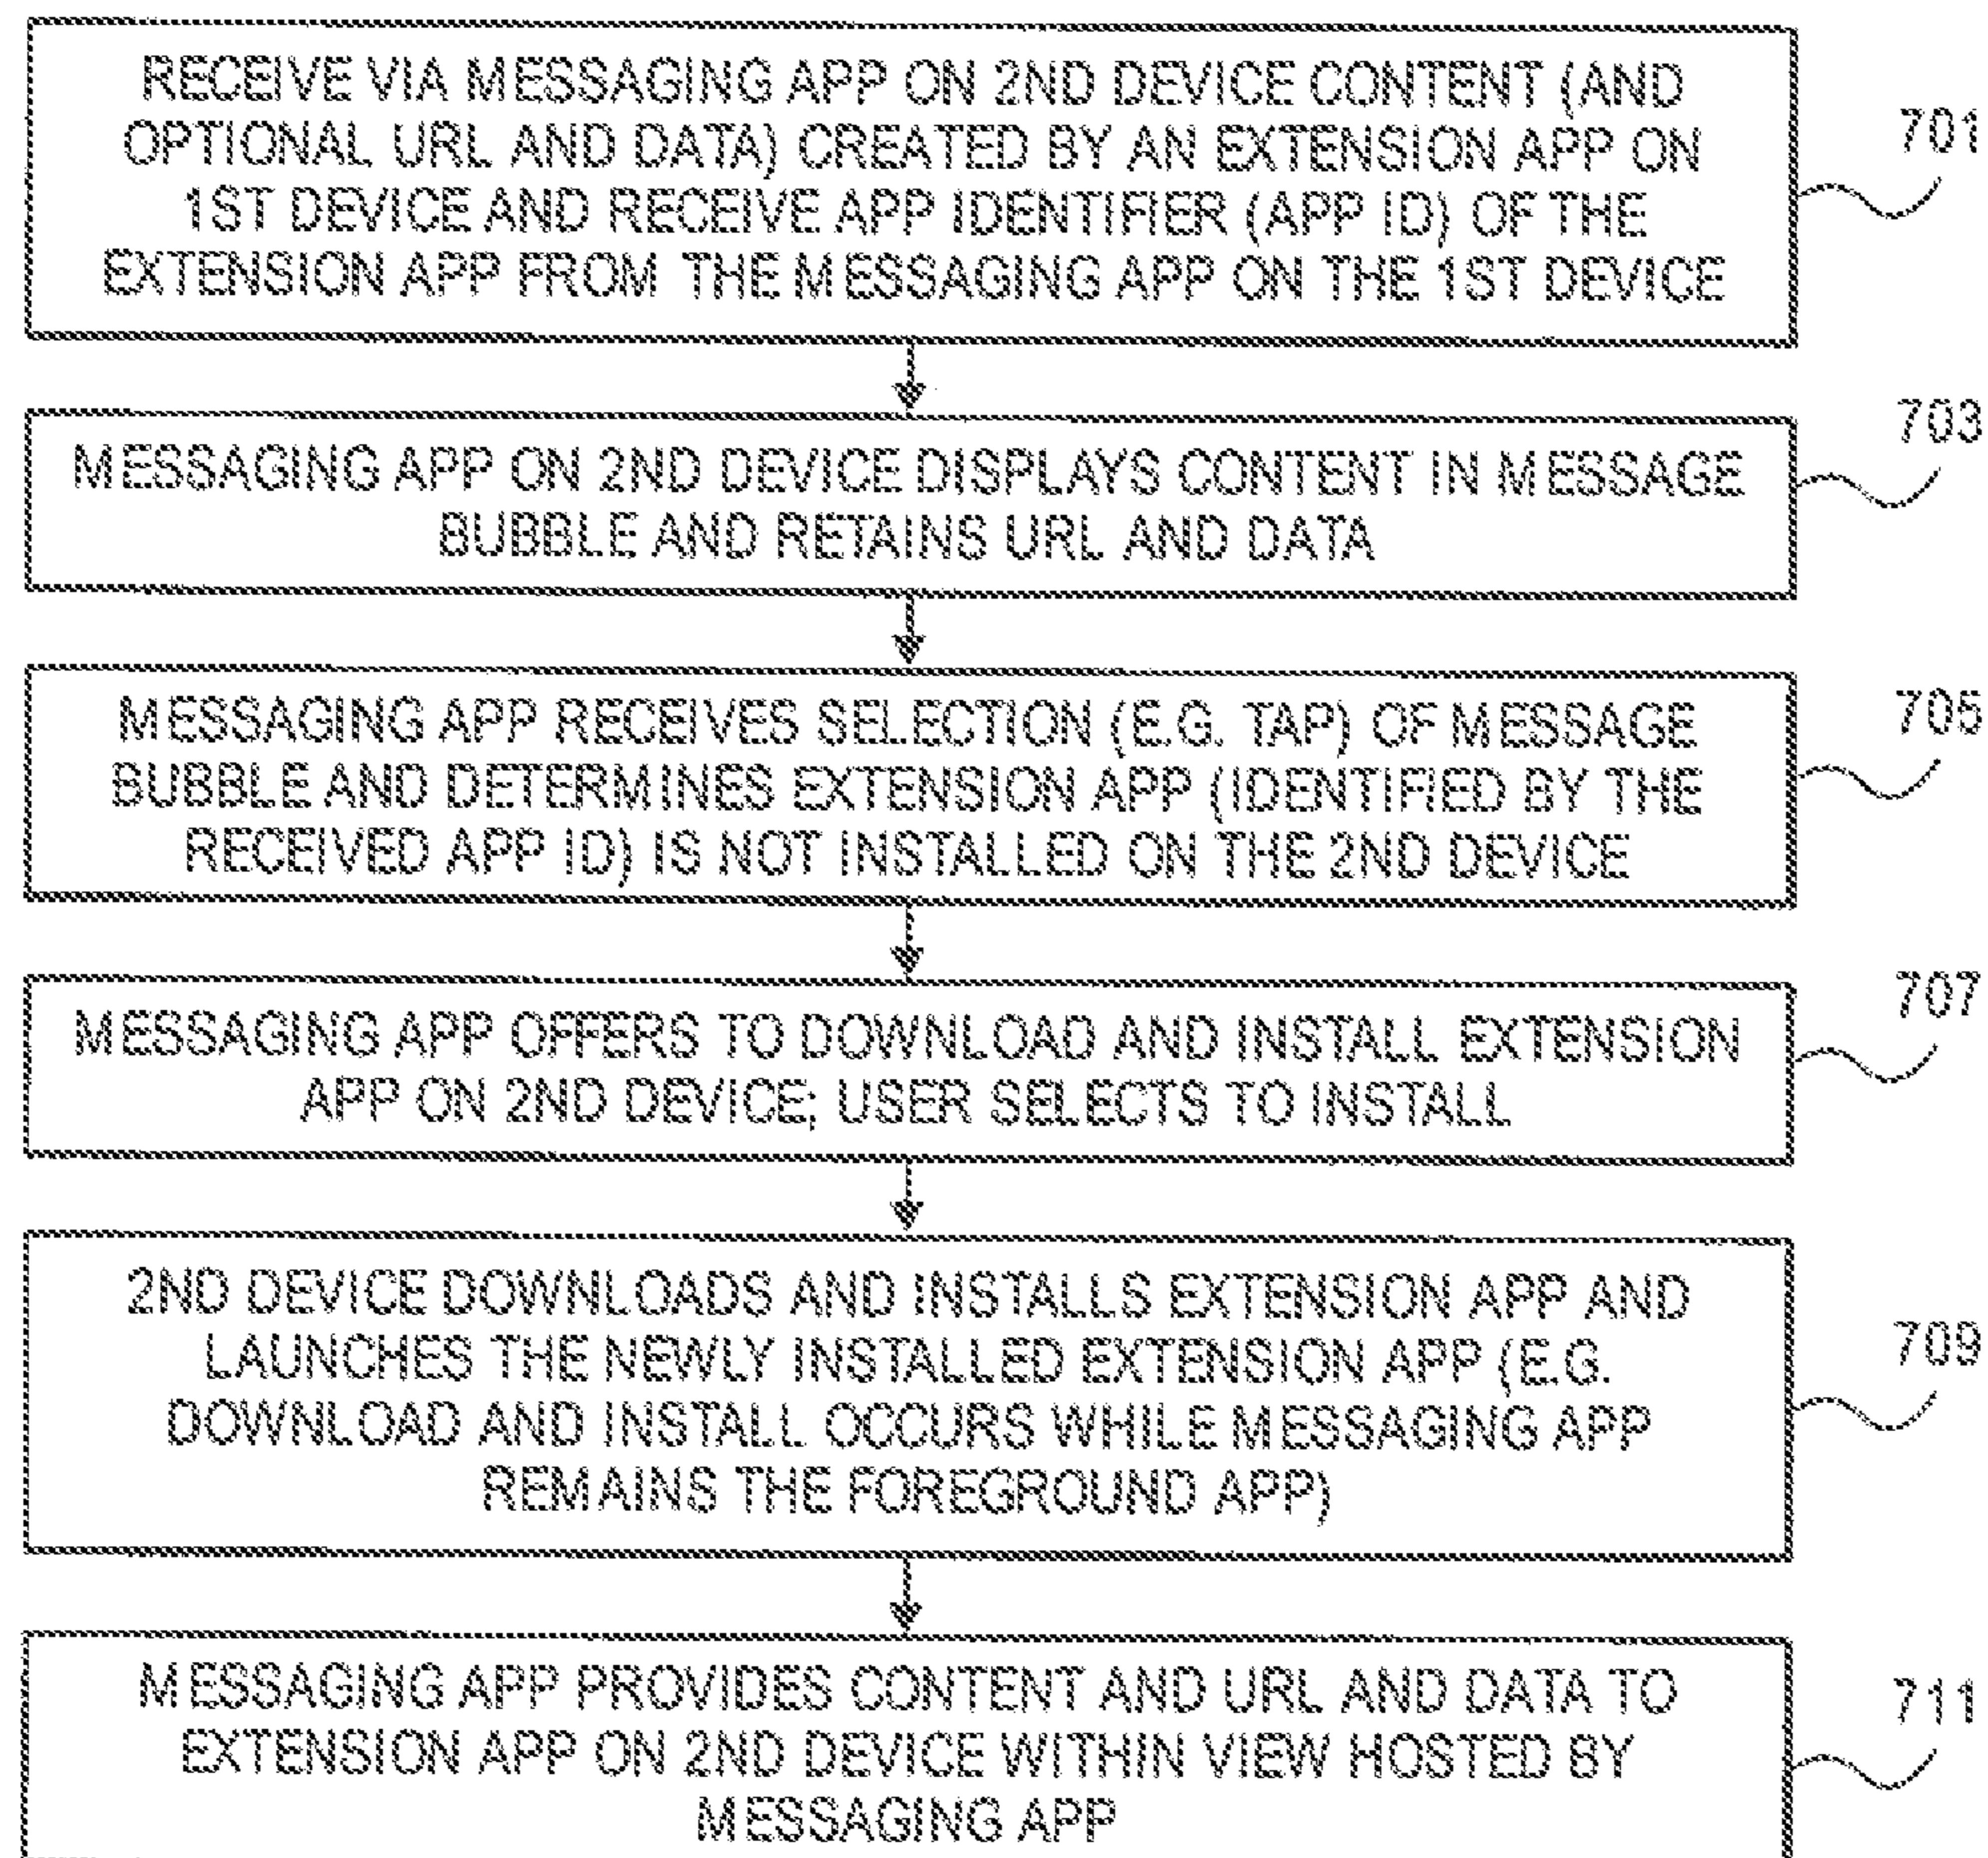 RECEIVE VIA MESSAGING APP ON 2ND DEVICE CONTENT (AND
OPTIONAL URL AND DATA) CREATED BY AN EXTENSION APP ON
1ST DEVICE AND RECEIVE APP IDENTIFIER (APP ID) OF THE
EXTENSION APP FROM THE MESSAGING APP ON THE 1ST DEVICE
701
MESSAGING APP ON 2ND DEVICE DISPLAYS CONTENT IN MESSAGE
BUBBLE AND RETAINS URL AND DATA
703
MESSAGING APP RECEIVES SELECTION (E.G. TAP) OF MESSAGE
BUBBLE AND DETERMINES EXTENSION APP (IDENTIFIED BY THE
RECEIVED APP ID) IS NOT INSTALLED ON THE 2ND DEVICE
705
MESSAGING APP OFFERS TO DOWNLOAD AND INSTALL EXTENSION
APP ON 2ND DEVICE; USER SELECTS TO INSTALL
707
2ND DEVICE DOWNLOADS AND INSTALLS EXTENSION APP AND
LAUNCHES THE NEWLY INSTALLED EXTENSION APP (E.G.
DOWNLOAD AND INSTALL OCCURS WHILE MESSAGING APP
REMAINS THE FOREGROUND APP)
709
MESSAGING APP PROVIDES CONTENT AND URL AND DATA TO
EXTENSION APP ON 2ND DEVICE WITHIN VIEW HOSTED BY
MESSAGING APP
711